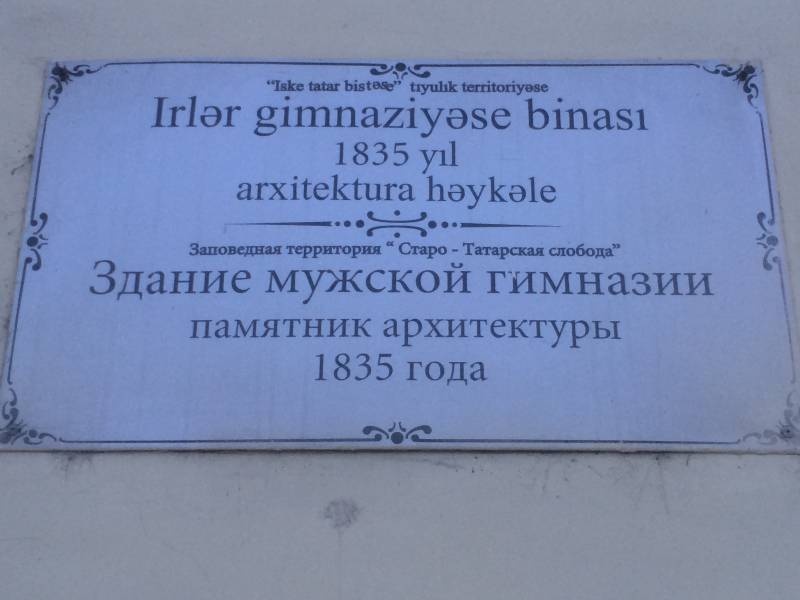 “Iske tatar bistəse” tıyulık territoriyəse
Irlər gimnaziyəse binası
1835 yıl
arxitektura həykəle
Заповедная территория “ Старо - Татарская слобода”
Здание мужской гимназии
памятник архитектуры
1835 года